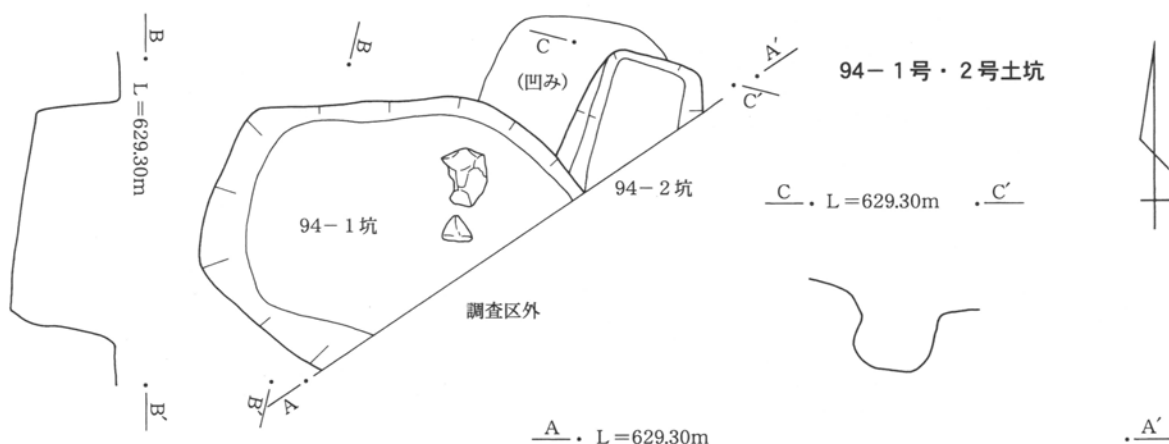 94－1号・2号土坑
B
L＝629.30m
B′
B
B′
C
(凹み)
A′
C′
94－1坑
94－2坑
調査区外
A
C
L＝629.30m
C′
A
L＝629.30m
A′